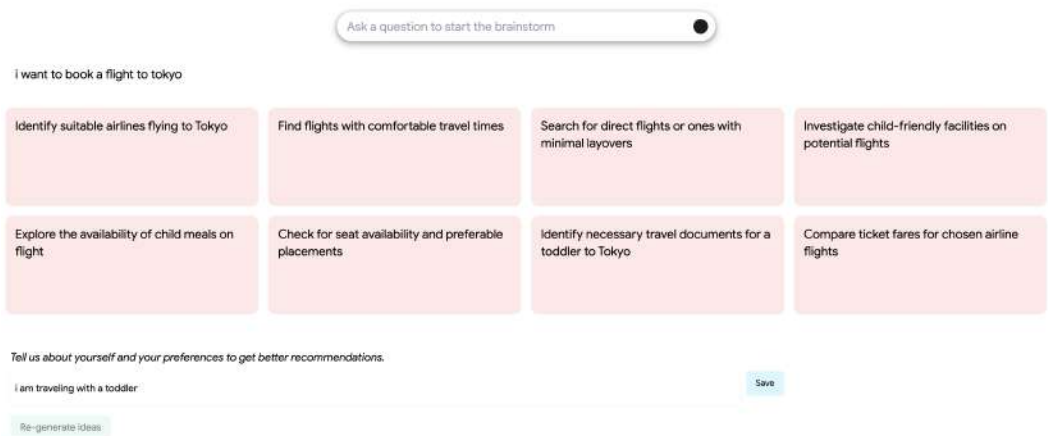 Ask a question to start the brainstorm
i want to book a flight to tokyo
Identify suitable airlines flying to Tokyo
Find flights with comfortable travel times
Search for direct flights or ones with
minimal layovers
Investigate child-friendly facilities on
potential flights
Explore the availability of child meals on
flight
Check for seat availability and preferable
placements
Identify necessary travel documents for a
toddler to Tokyo
Compare ticket fares for chosen airline
flights
Tell us about yourself and your preferences to get better recommendations.
i am traveling with a toddler
Save
Re-generate ideas